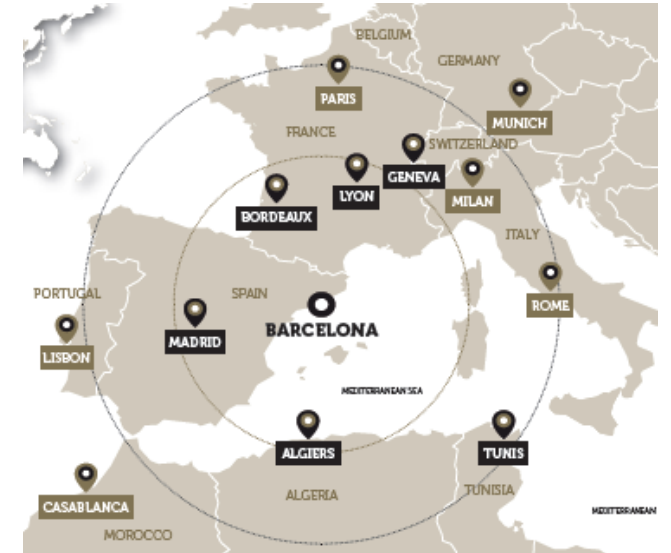 BELGIUM
GERMANY
PARIS
MUNICH
FRANCE
SWITZERLAND
GENEVA
LYON
MILAN
BORDEAUX
ITALY
PORTUGAL
SPAIN
ROME
BARCELONA
MADRID
LISBON
MEDITERRANEAN SEA
ALGIERS
TUNIS
ALGERIA
TUNISIA
CASABLANCA
MEDITERRANEAN
MOROCCO